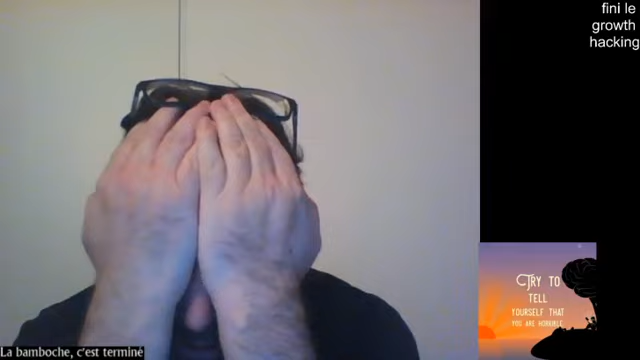 fini le
growth
hacking
TRY TO
TELL
YOURSELF THAT
YOU ARE HORRIBLE.
La bamboche, c'est terminé